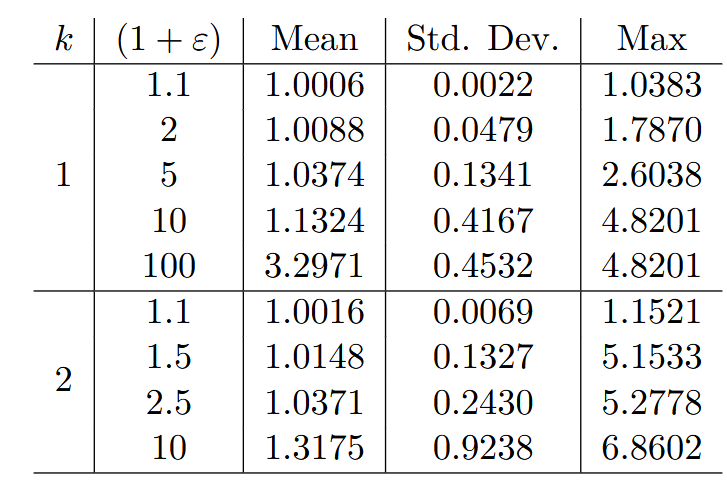 k (1 + ε) Mean Std. Dev. Max
1.1 1.0006 0.0022 1.0383
2 1.0088 0.0479 1.7870
1 5 1.0374 0.1341 2.6038
10 1.1324 0.4167 4.8201
100 3.2971 0.4532 4.8201
1.1 1.0016 0.0069 1.1521
1.5 1.0148 0.1327 5.1533
2
2.5 1.0371 0.2430 5.2778
10 1.3175 0.9238 6.8602